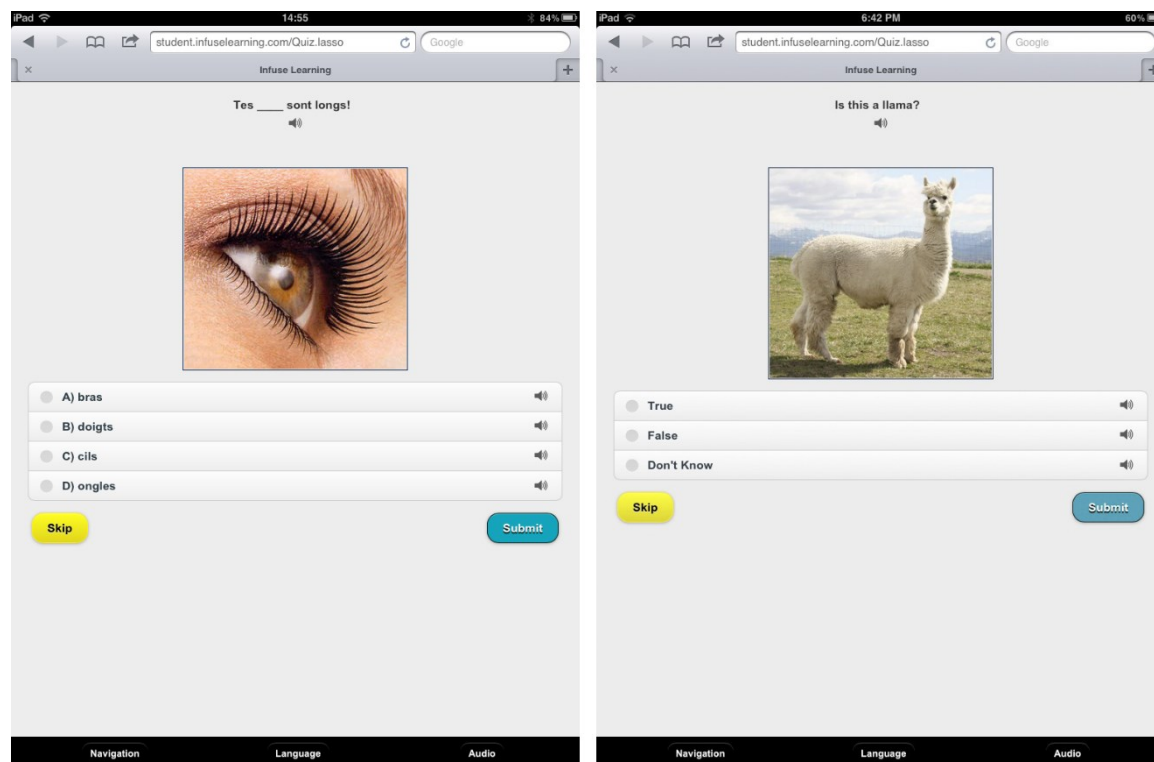 iPad 14:55 84%
student.infuselearning.com/Quiz.lasso Google
× Infuse Learning +
Tes ____ sont longs!
A) bras
B) doigts
C) cils
D) ongles
Skip Submit
Navigation Language Audio
iPad 6:42 PM 60%
student.infuselearning.com/Quiz.lasso Google
× Infuse Learning
Is this a llama?
True
False
Don't Know
Skip Submit
Navigation Language Audio